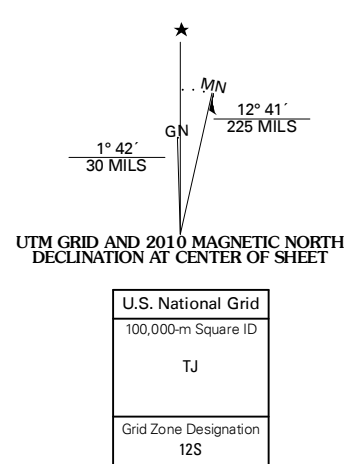 ★
MN
GN
12° 41´
225 MILS
1° 42´
30 MILS
UTM GRID AND 2010 MAGNETIC NORTH
DECLINATION AT CENTER OF SHEET
U.S. National Grid
100,000-m Square ID
TJ
Grid Zone Designation
12S